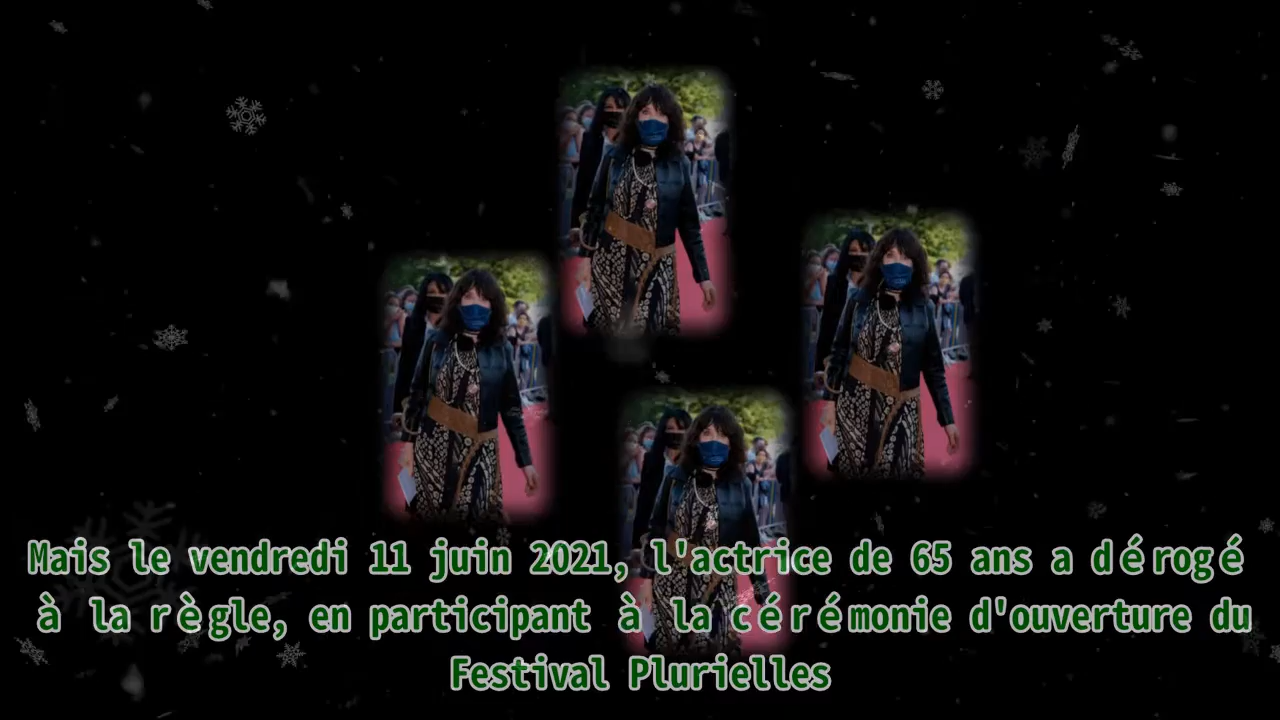 Mais le vendredi 11 juin 2021, l'actrice de 65 ans a dérogé
à la règle, en participant à la cérémonie d'ouverture du
Festival Plurielles